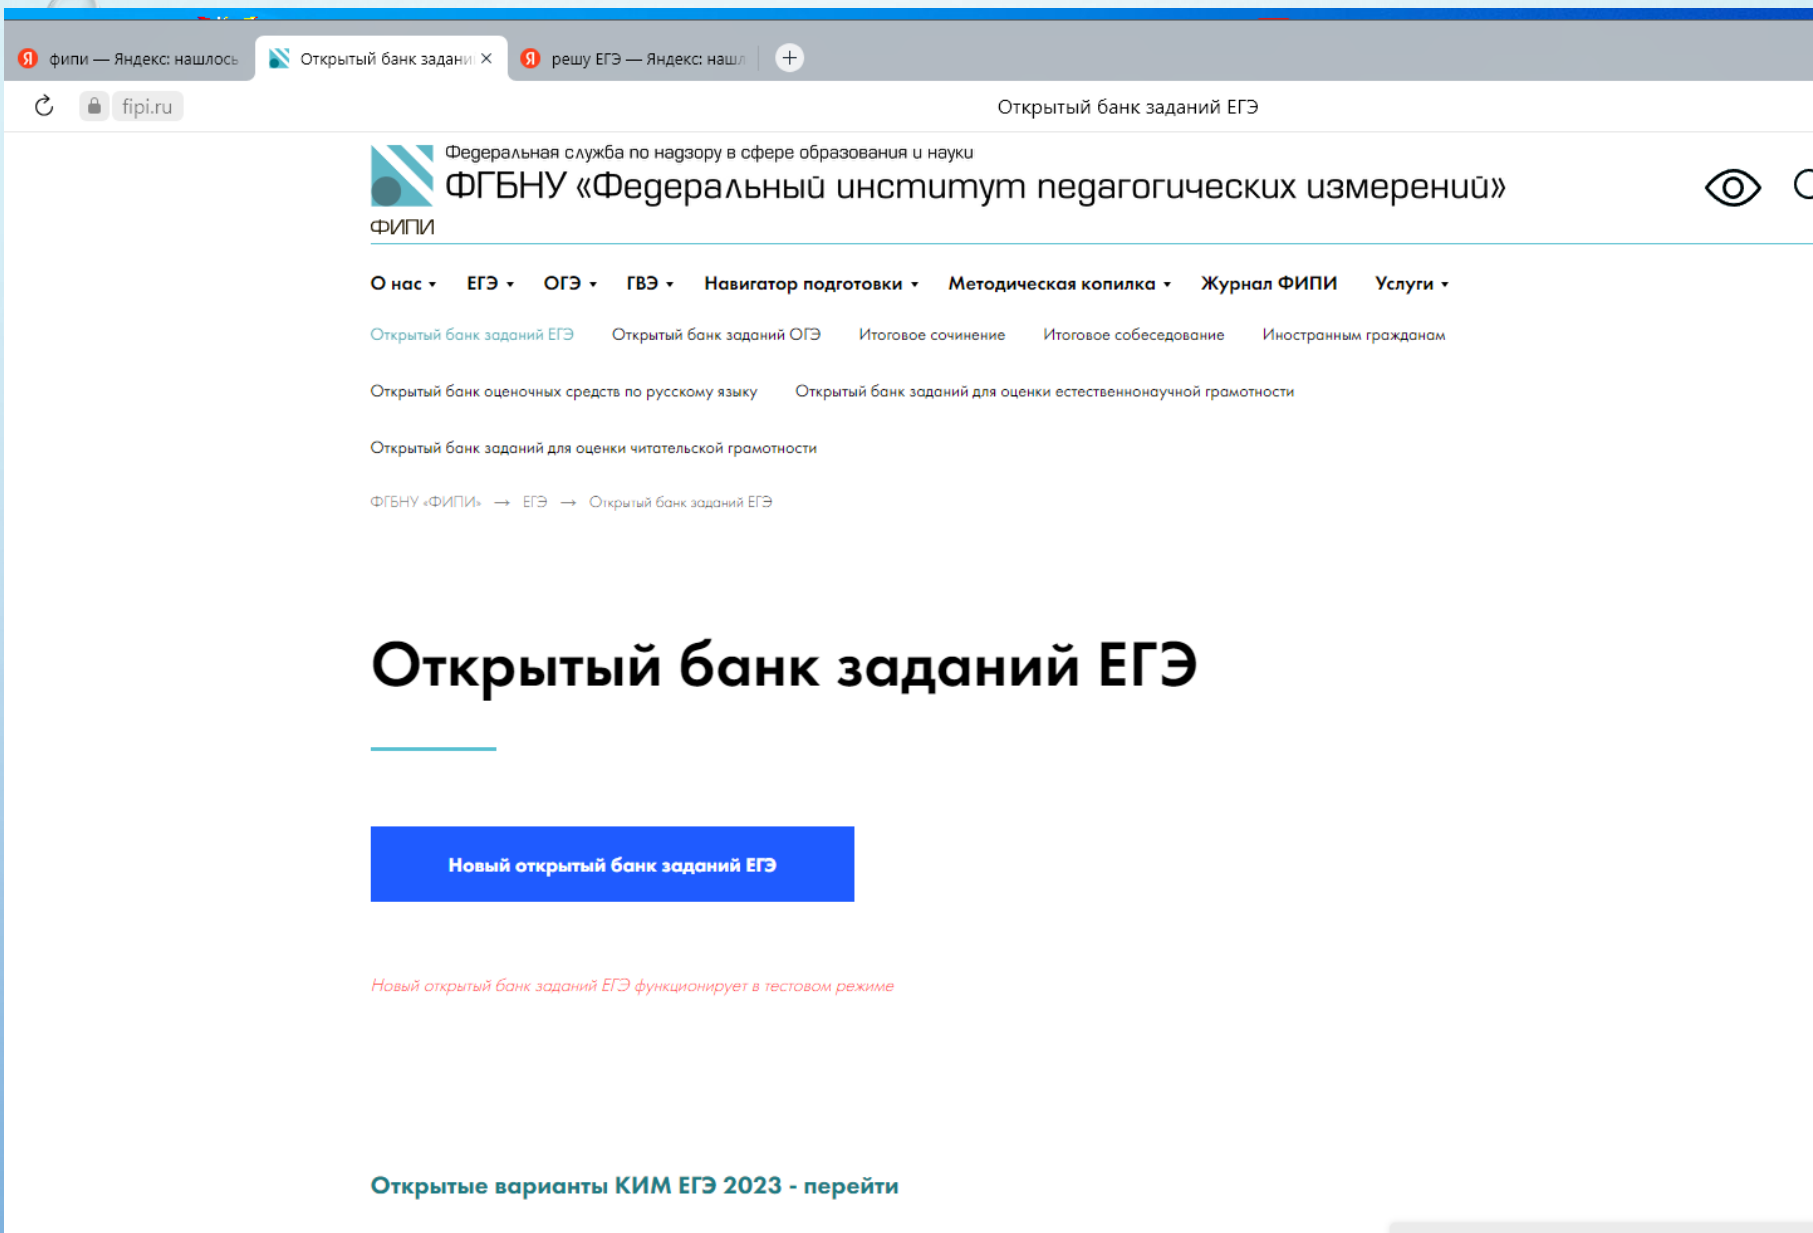 фипи — Яндекс: нашлось
Открытый банк задани
решу ЕГЭ — Яндекс: нашл
fipi.ru
Открытый банк заданий ЕГЭ
Федеральная служба по надзору в сфере образования и науки
ФГБНУ «Федеральный институт педагогических измерений»
ФИПИ
О нас ЕГЭ ОГЭ ГВЭ Навигатор подготовки Методическая копилка Журнал ФИПИ Услуги
Открытый банк заданий ЕГЭ Открытый банк заданий ОГЭ Итоговое сочинение Итоговое собеседование Иностранным гражданам
Открытый банк оценочных средств по русскому языку Открытый банк заданий для оценки естественнонаучной грамотности
Открытый банк заданий для оценки читательской грамотности
ФГБНУ «ФИПИ» → ЕГЭ → Открытый банк заданий ЕГЭ
Открытый банк заданий ЕГЭ
Новый открытый банк заданий ЕГЭ
Новый открытый банк заданий ЕГЭ функционирует в тестовом режиме
Открытые варианты КИМ ЕГЭ 2023 - перейти